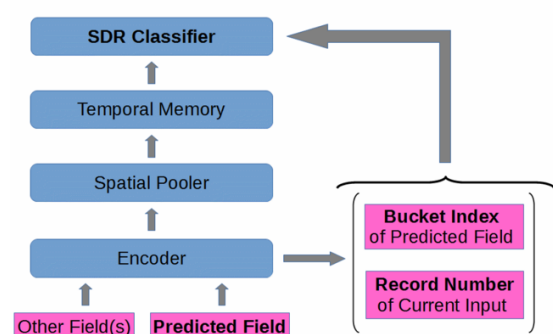 SDR Classifier
Temporal Memory
Spatial Pooler
Encoder
Other Field(s)
Predicted Field
Bucket Index
of Predicted Field
Record Number
of Current Input